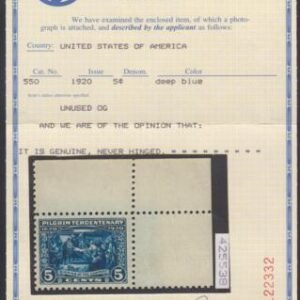 We have examined the enclosed item, of which a photo-
graph is attached, and described by the applicant as follows:
Country: UNITED STATES OF AMERICA
Cat. No. Issue Denom. Color
550 1920 5¢ deep blue
UNUSED OG
AND WE ARE OF THE OPINION THAT:
IT IS GENUINE, NEVER HINGED.
PILGRIM TERCENTENARY
5 CENTS 5
22332